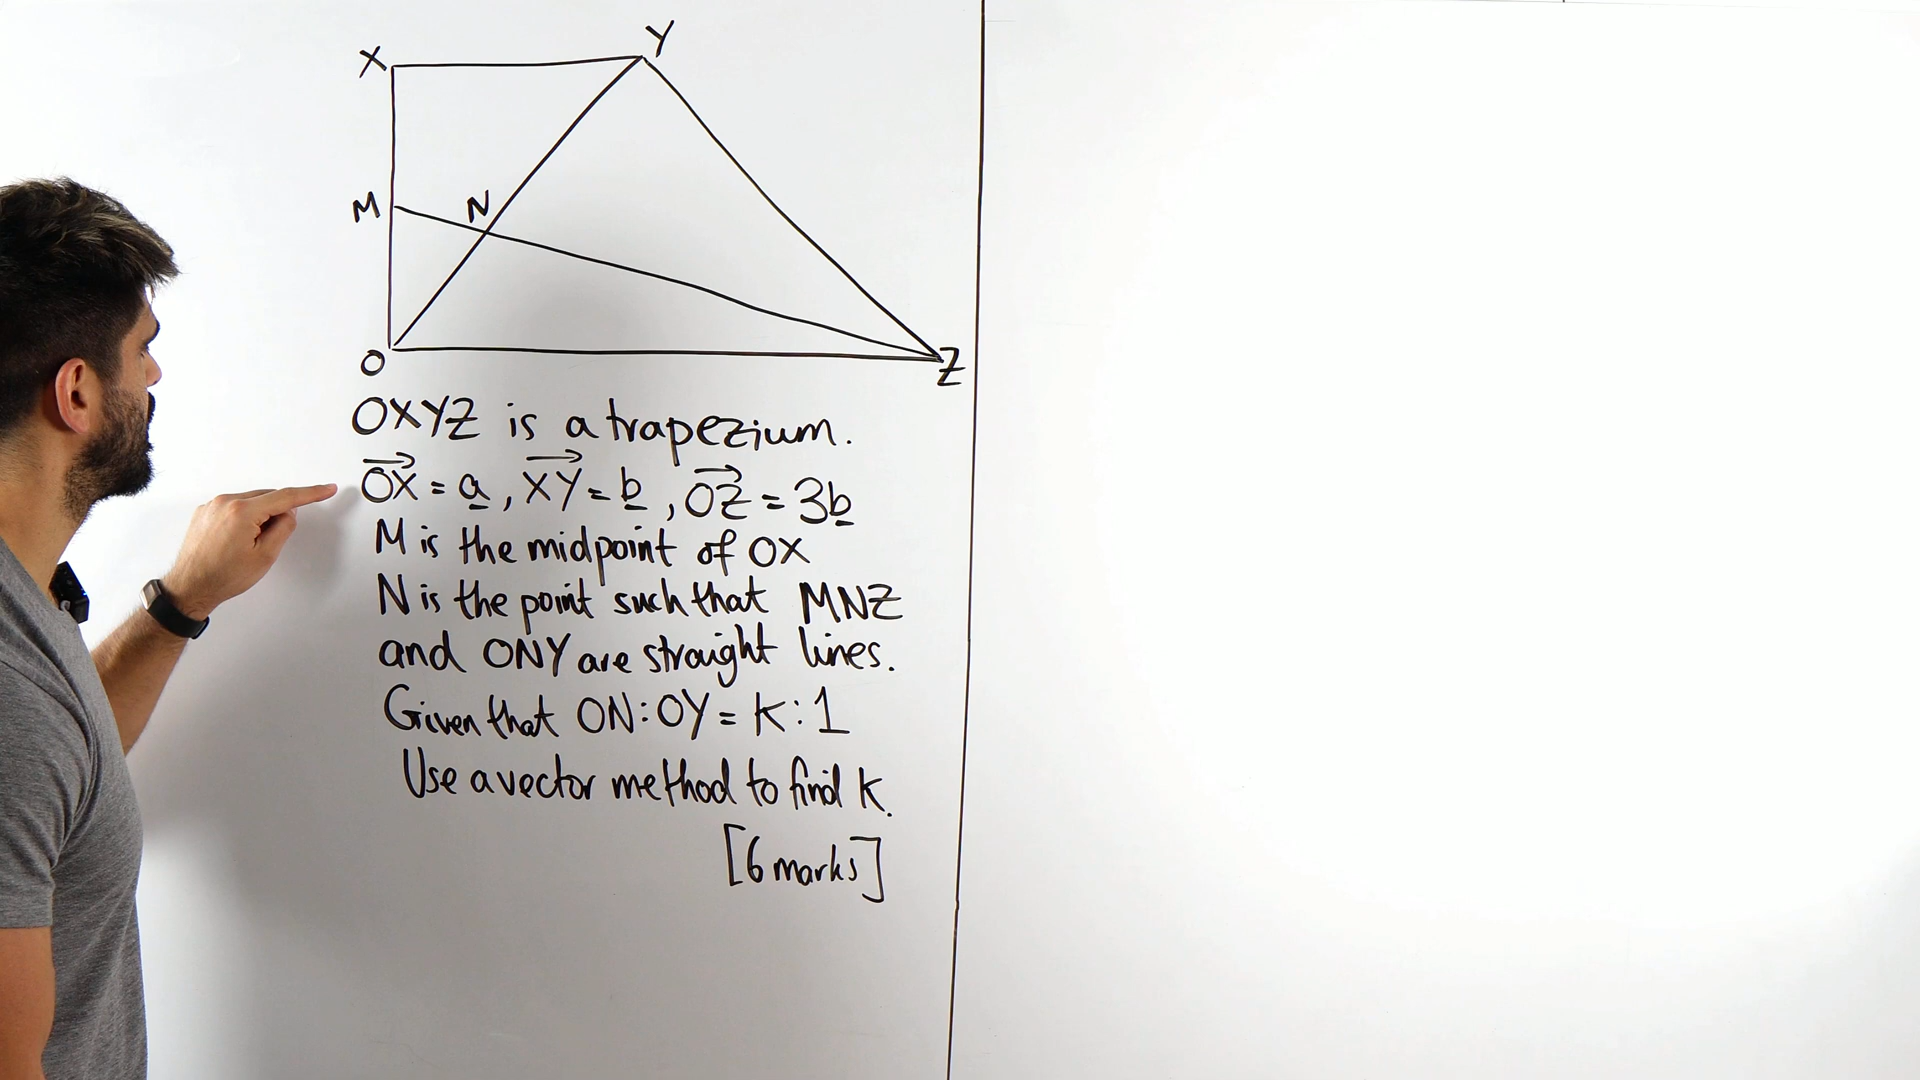 X
Y
M
N
O
Z
OXYZ is a trapezium.
OX→ = a, XY→ = b, OZ→ = 3b
M is the midpoint of OX
N is the point such that MNZ
and ONY are straight lines.
Given that ON:OY = K:1
Use a vector method to find K.
[6 marks]